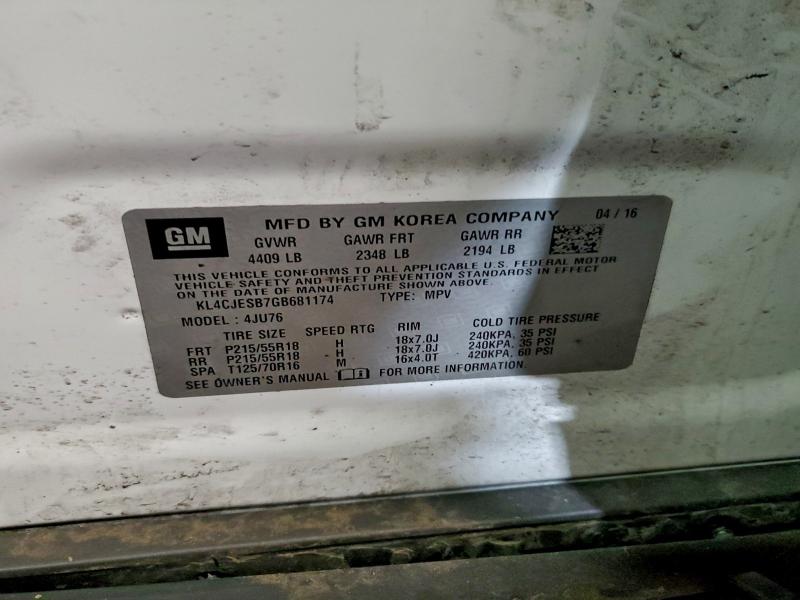 GM MFD BY GM KOREA COMPANY 04 / 16
GVWR GAWR FRT GAWR RR
4409 LB 2348 LB 2194 LB
THIS VEHICLE CONFORMS TO ALL APPLICABLE U.S. FEDERAL MOTOR
VEHICLE SAFETY AND THEFT PREVENTION STANDARDS IN EFFECT
ON THE DATE OF MANUFACTURE SHOWN ABOVE.
KL4CJESB7GB681174 TYPE: MPV
MODEL : 4JU76
TIRE SIZE SPEED RTG RIM COLD TIRE PRESSURE
FRT P215/55R18 - H 18x7.0J 240KPA, 35 PSI
RR P215/55R18 - H 18x7.0J 240KPA, 35 PSI
SPA T125/70R16 M 16x4.0T 420KPA, 60 PSI
SEE OWNER'S MANUAL FOR MORE INFORMATION.